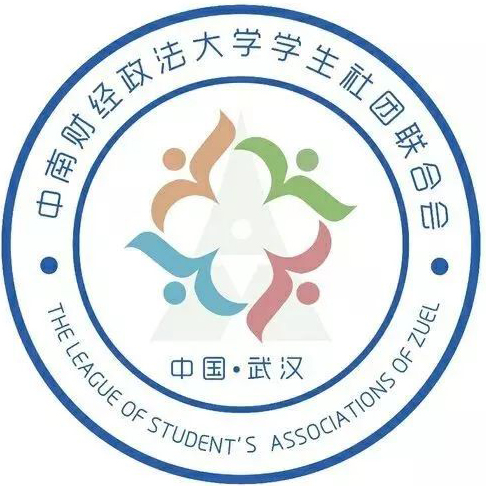 中南财经政法大学学生社团联合会
中国·武汉
THE LEAGUE OF STUDENT'S ASSOCIATIONS OF ZUEL